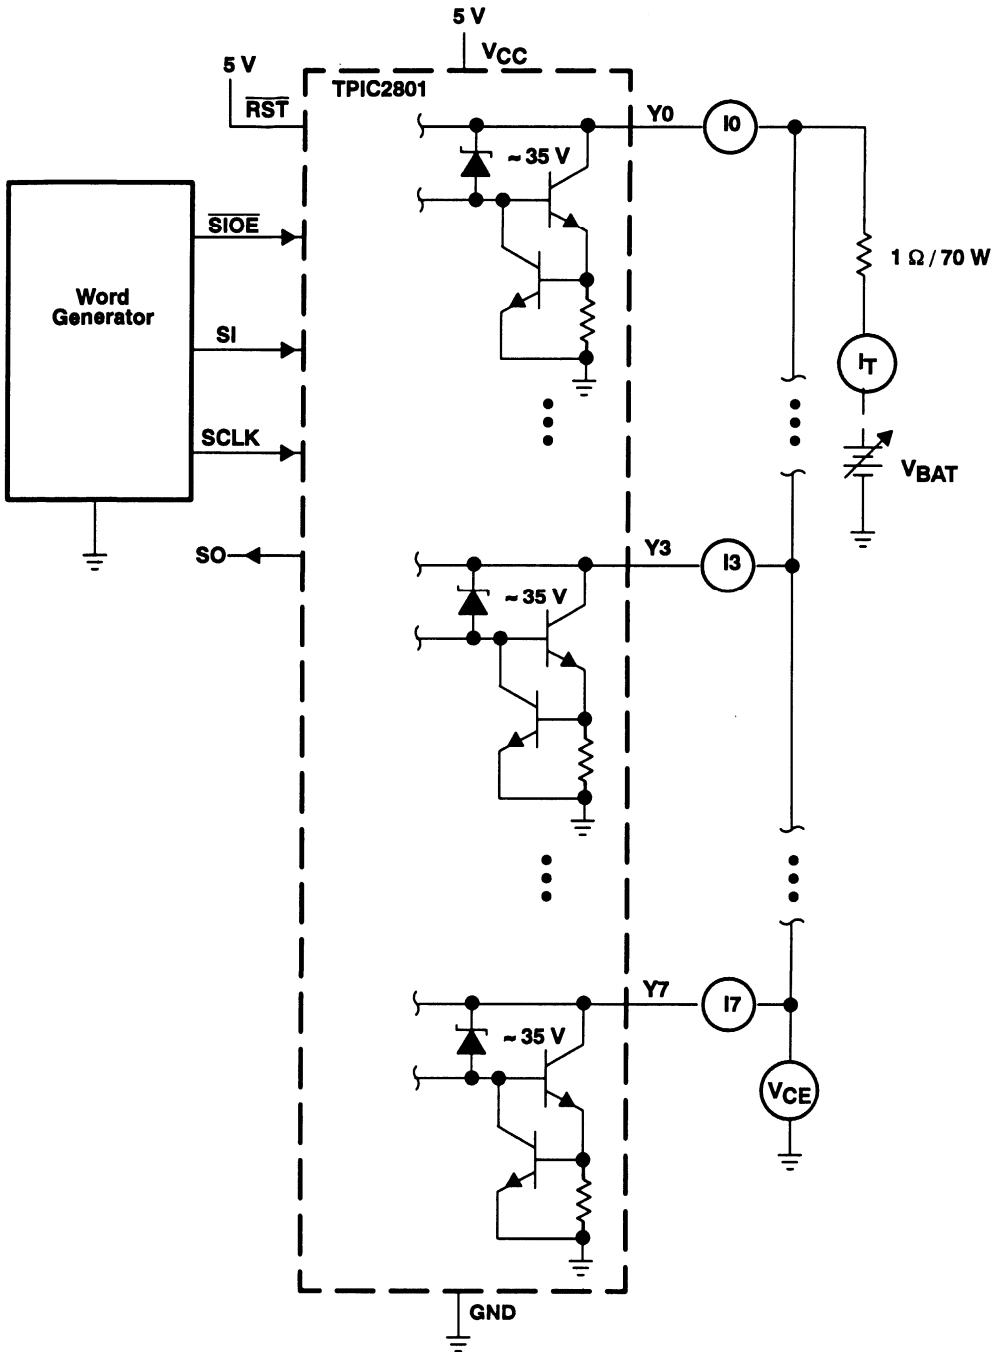 5 V
VCC
5 V
RST
TPIC2801
Y0
I0
~ 35 V
SIOE
1 Ω / 70 W
Word
Generator
SI
IT
SCLK
VBAT
SO
Y3
I3
~ 35 V
Y7
I7
~ 35 V
VCE
GND